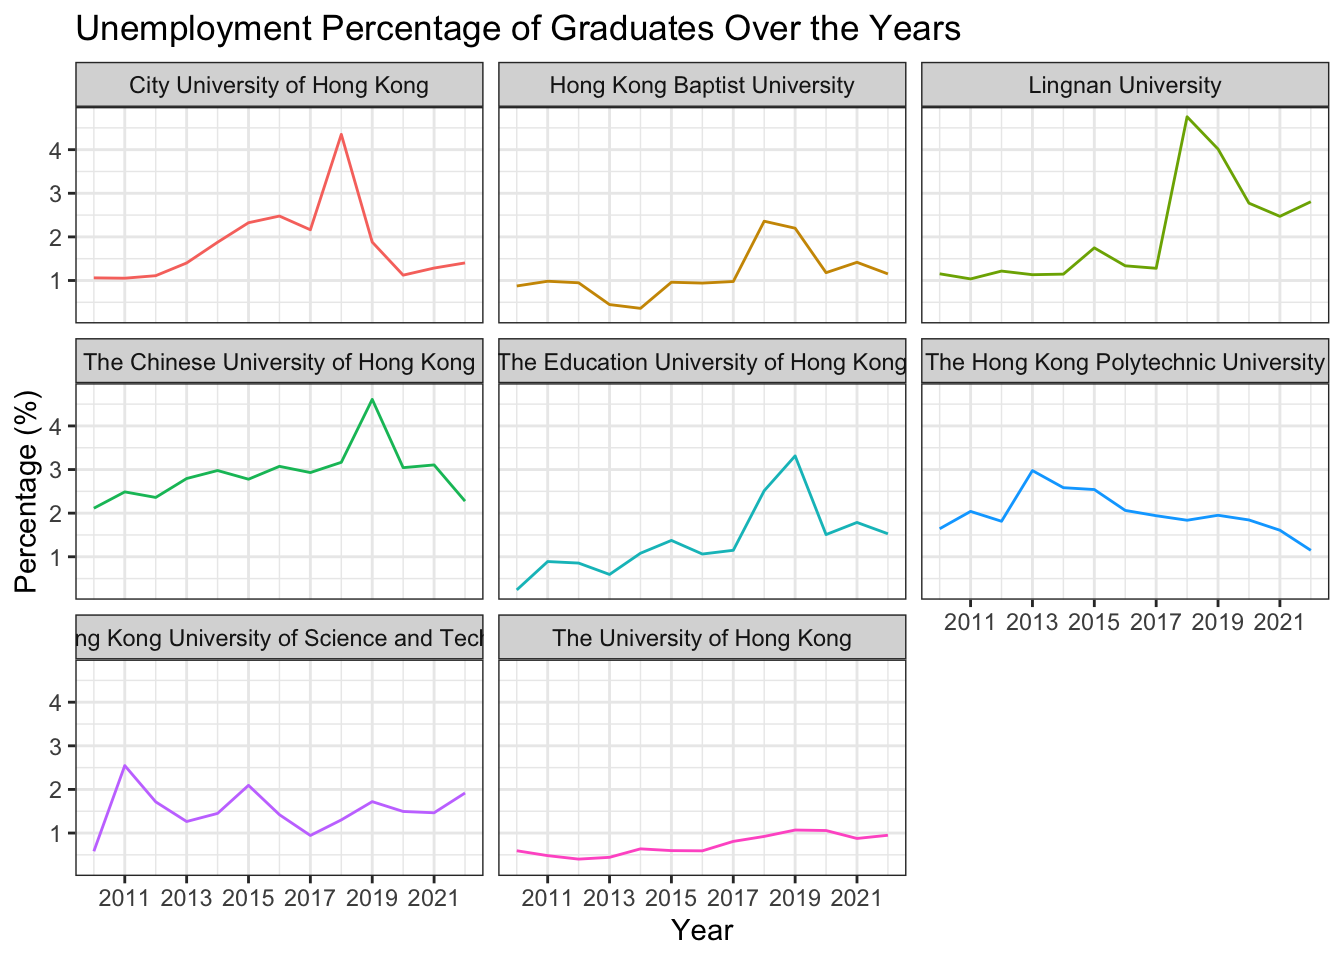 Unemployment Percentage of Graduates Over the Years
City University of Hong Kong
Hong Kong Baptist University
Lingnan University
4
3
2
1
The Chinese University of Hong Kong
The Education University of Hong Kong
The Hong Kong Polytechnic University
Percentage (%)
4
3
2
1
2011 2013 2015 2017 2019 2021
ng Kong University of Science and Tech
The University of Hong Kong
4
3
2
1
2011 2013 2015 2017 2019 2021
2011 2013 2015 2017 2019 2021
Year